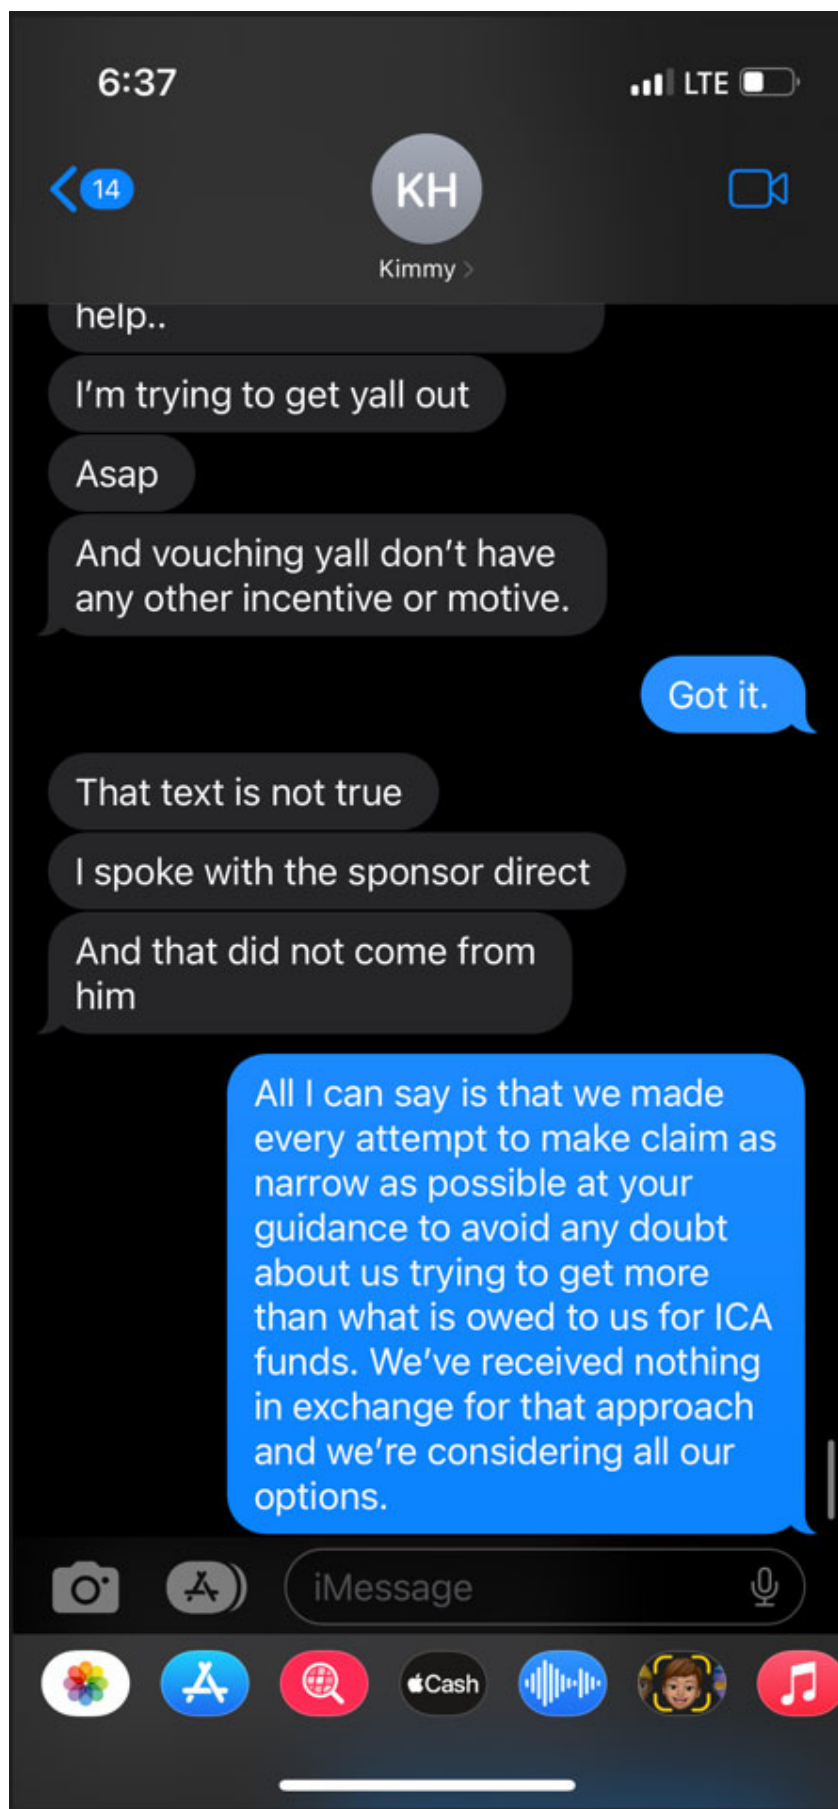 6:37
LTE
14
KH
Kimmy
help..
I'm trying to get yall out
Asap
And vouching yall don't have
any other incentive or motive.
Got it.
That text is not true
I spoke with the sponsor direct
And that did not come from
him
All I can say is that we made
every attempt to make claim as
narrow as possible at your
guidance to avoid any doubt
about us trying to get more
than what is owed to us for ICA
funds. We've received nothing
in exchange for that approach
and we're considering all our
options.
iMessage
Cash